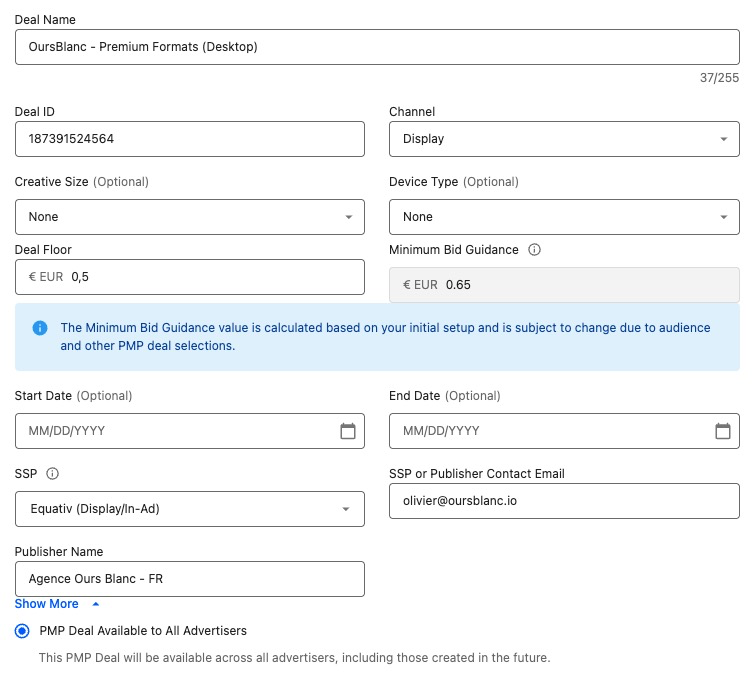 Deal Name
OursBlanc - Premium Formats (Desktop)
37/255
Deal ID
187391524564
Channel
Display
Creative Size (Optional)
None
Device Type (Optional)
None
Deal Floor
€ EUR 0,5
Minimum Bid Guidance
€ EUR 0.65
The Minimum Bid Guidance value is calculated based on your initial setup and is subject to change due to audience
and other PMP deal selections.
Start Date (Optional)
MM/DD/YYYY
End Date (Optional)
MM/DD/YYYY
SSP
Equativ (Display/In-Ad)
SSP or Publisher Contact Email
olivier@oursblanc.io
Publisher Name
Agence Ours Blanc - FR
Show More
PMP Deal Available to All Advertisers
This PMP Deal will be available across all advertisers, including those created in the future.